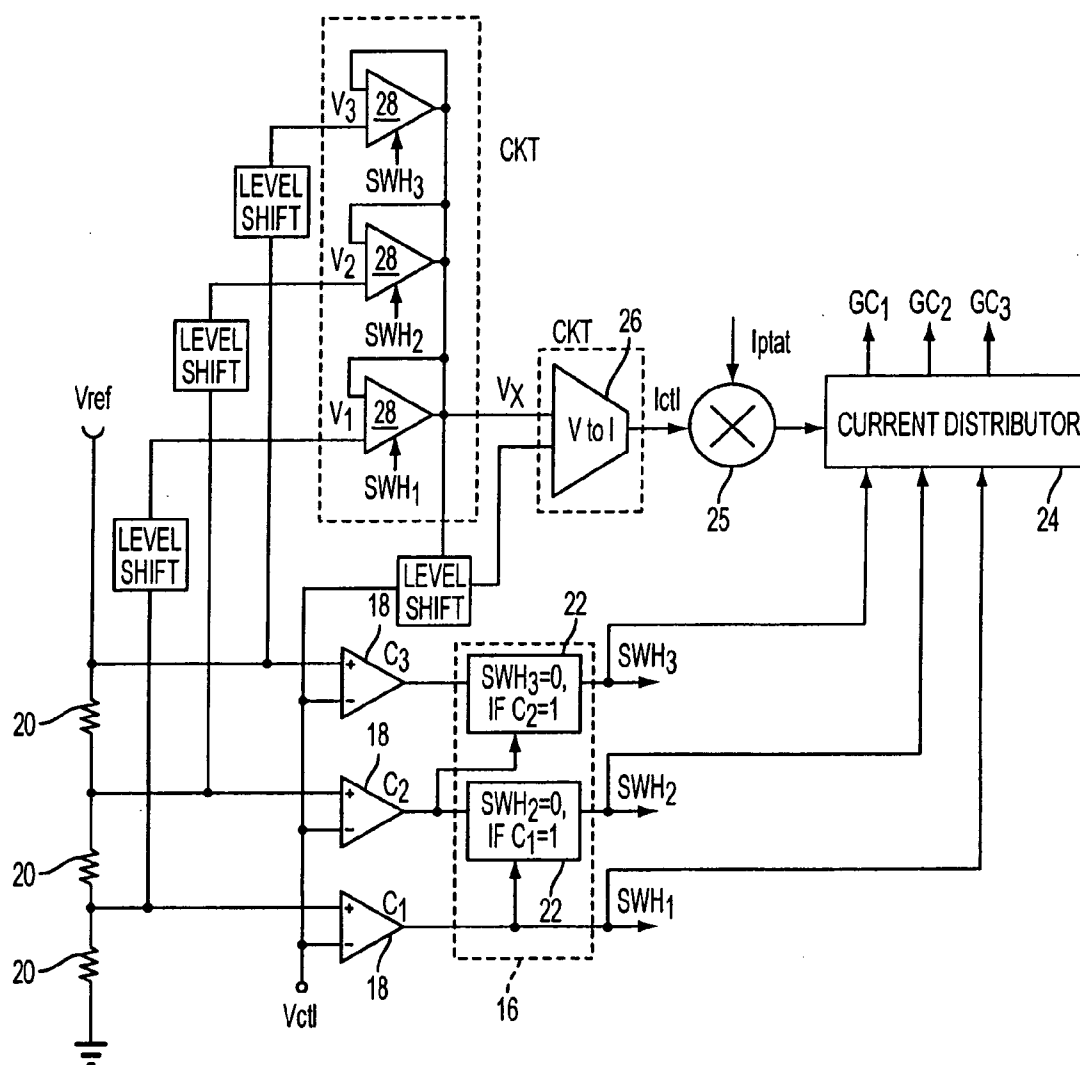 V3
28
SWH3
CKT
LEVEL
SHIFT
V2
28
SWH2
LEVEL
SHIFT
V1
28
SWH1
VX
CKT
26
V to I
Ictl
Iptat
25
GC1
GC2
GC3
CURRENT DISTRIBUTOR
24
Vref
LEVEL
SHIFT
LEVEL
SHIFT
18
C3
22
SWH3=0,
IF C2=1
SWH3
20
18
C2
SWH2=0,
IF C1=1
SWH2
20
22
C1
SWH1
18
20
16
Vctl